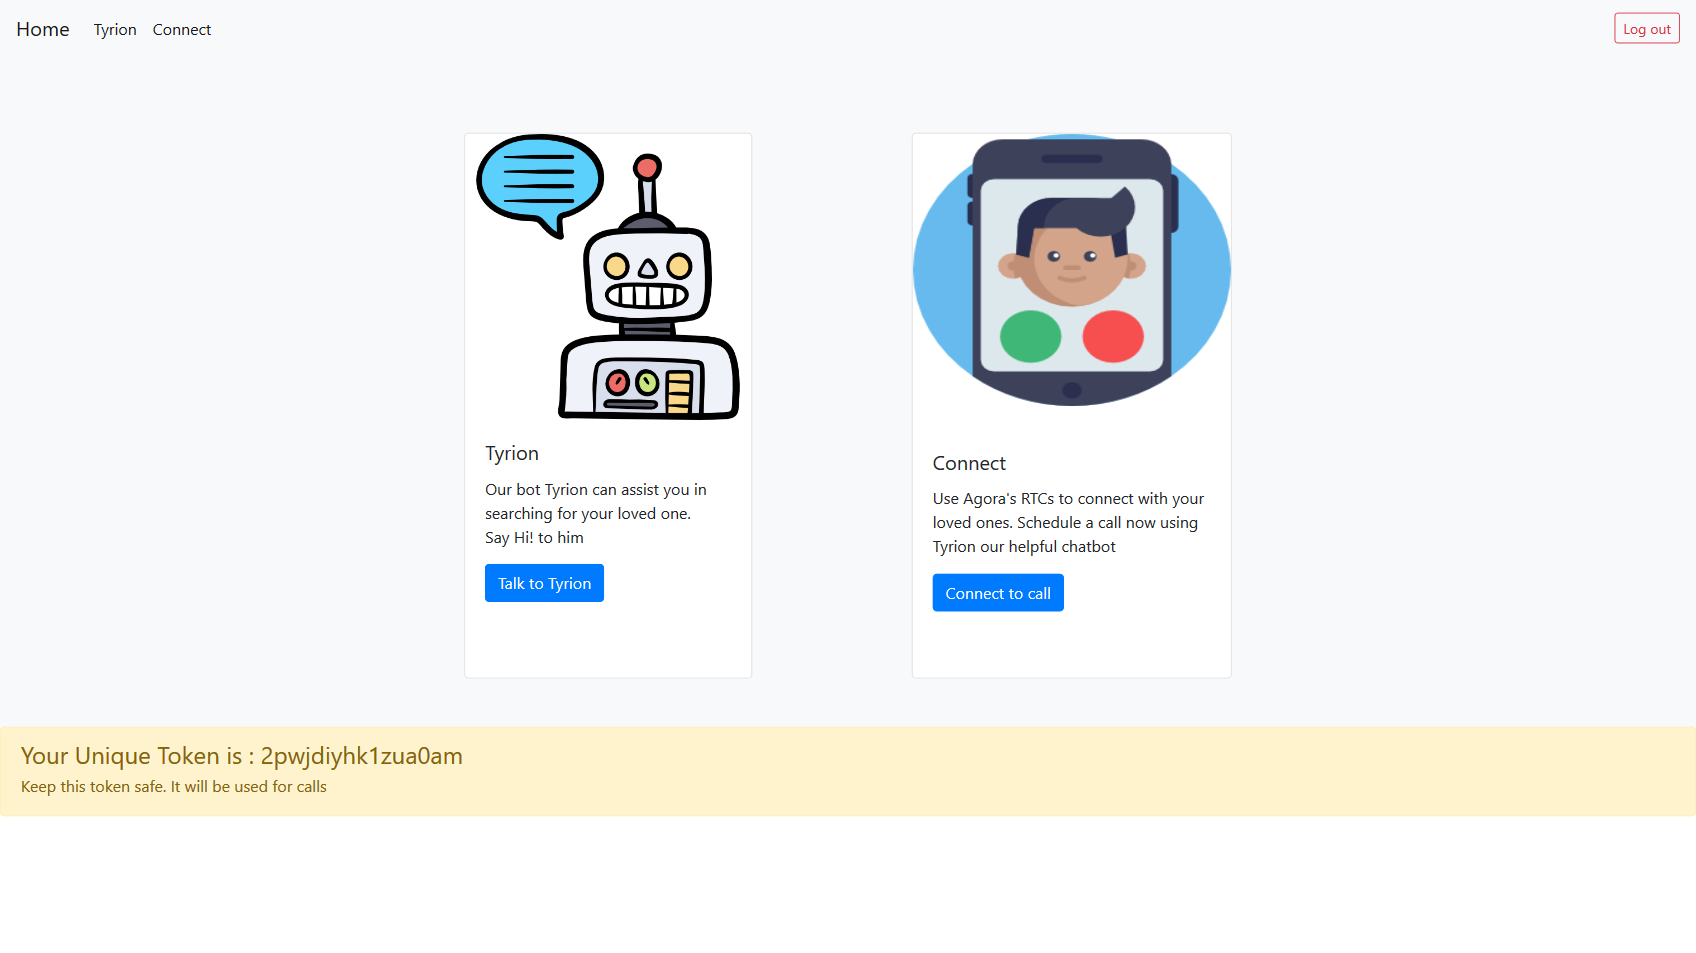 Home Tyrion Connect Log out
Tyrion
Our bot Tyrion can assist you in
searching for your loved one.
Say Hi! to him
Talk to Tyrion
Connect
Use Agora's RTCs to connect with your
loved ones. Schedule a call now using
Tyrion our helpful chatbot
Connect to call
Your Unique Token is : 2pwjdiyhk1zua0am
Keep this token safe. It will be used for calls